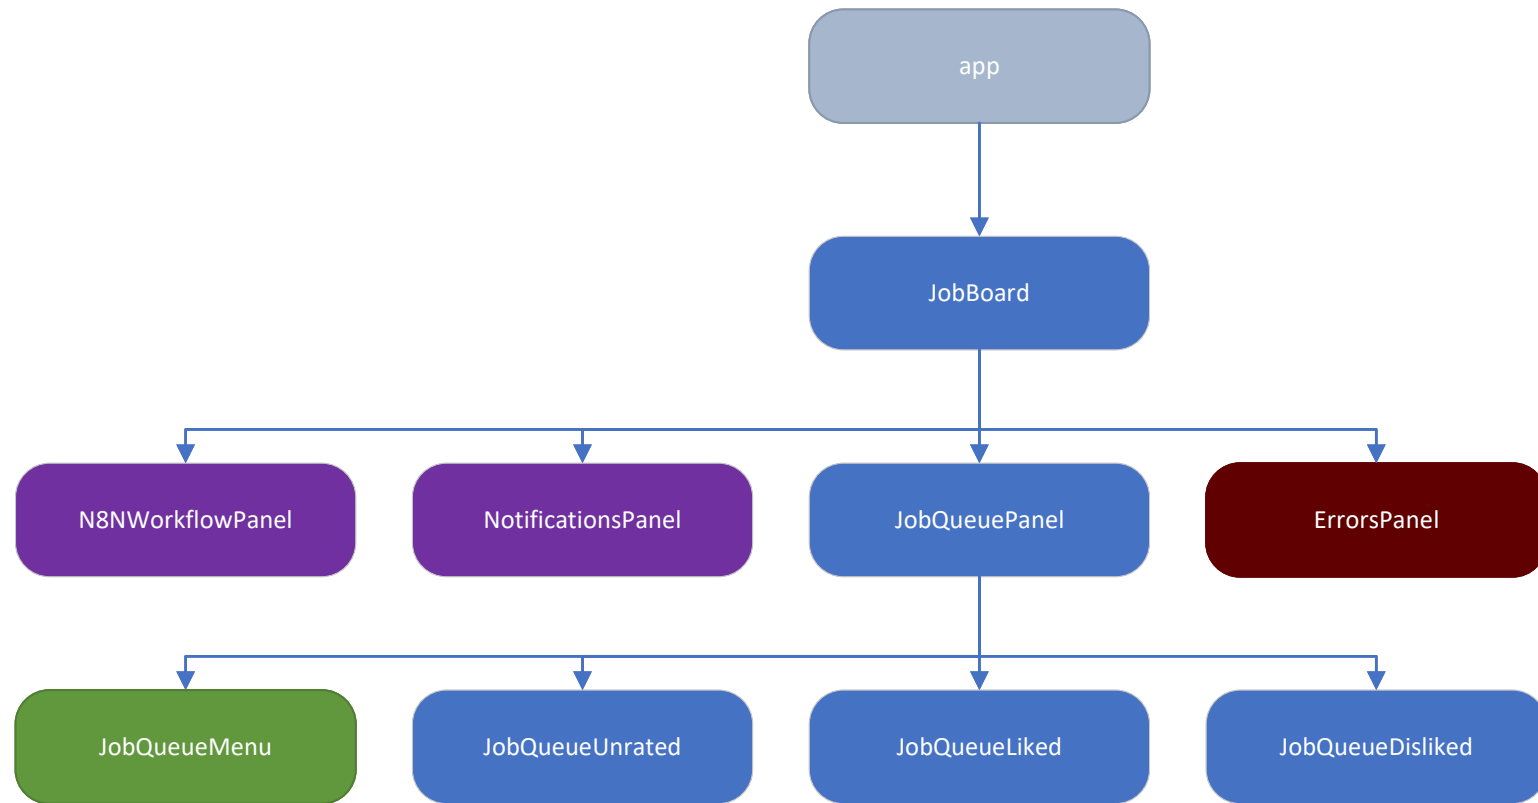 app
JobBoard
N8NWorkflowPanel
NotificationsPanel
JobQueuePanel
ErrorsPanel
JobQueueMenu
JobQueueUnrated
JobQueueLiked
JobQueueDisliked